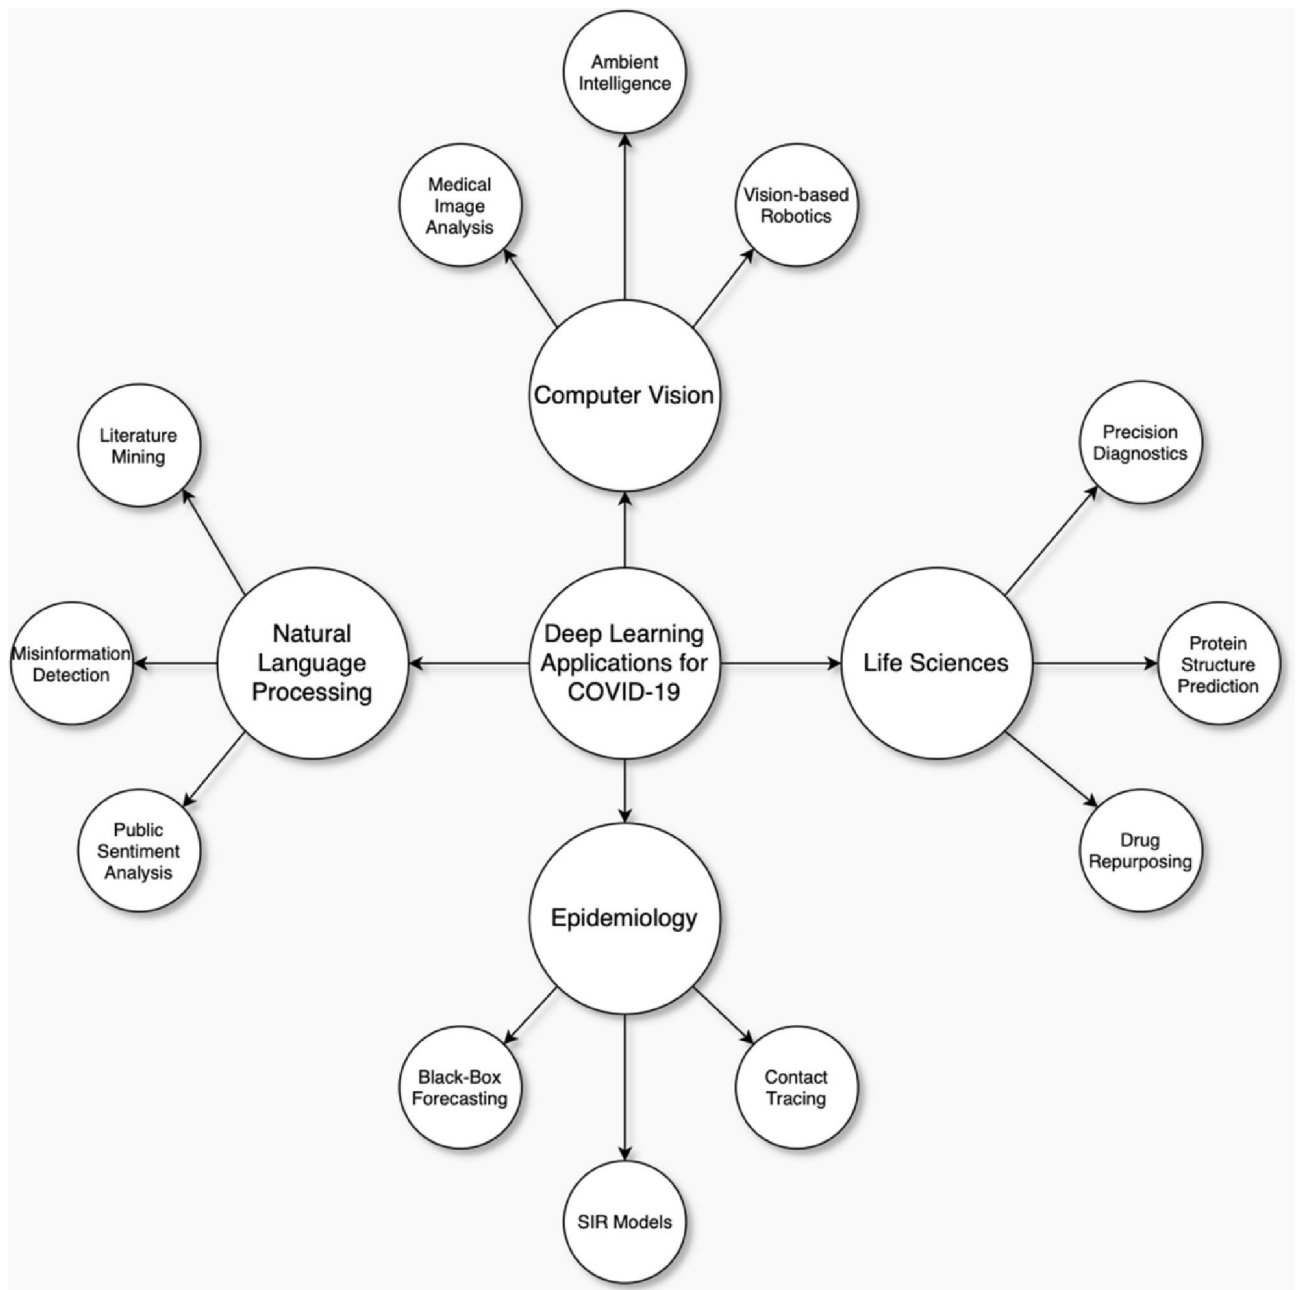 Ambient
Intelligence
Medical
Image
Analysis
Vision-based
Robotics
Computer Vision
Literature
Mining
Precision
Diagnostics
Natural
Language
Processing
Deep Learning
Applications for
COVID-19
Life Sciences
Misinformation
Detection
Protein
Structure
Prediction
Public
Sentiment
Analysis
Drug
Repurposing
Epidemiology
Black-Box
Forecasting
Contact
Tracing
SIR Models